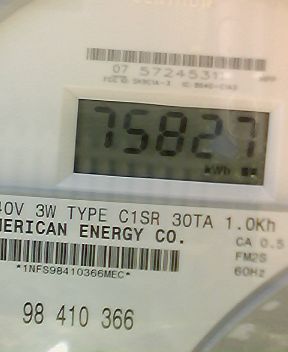 07 57245311
75827
kWh
40V 3W TYPE C1SR 30TA 1.0Kh
MERICAN ENERGY CO.
CA 0.5
FM2S
60Hz
*1NFS98410366MEC*
98 410 366